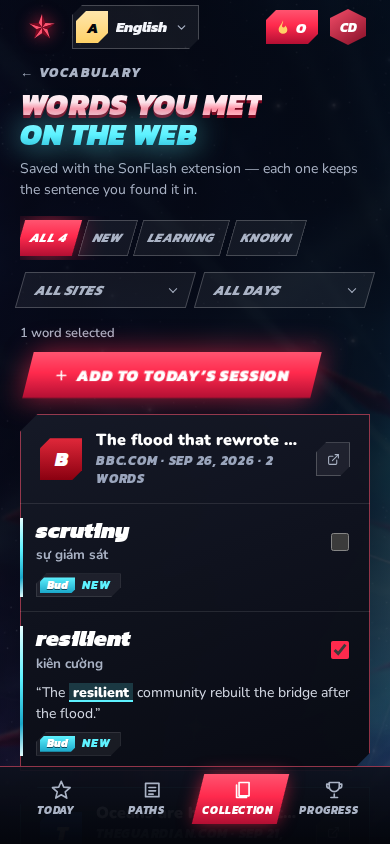 A English
0
CD
← VOCABULARY
WORDS YOU MET
ON THE WEB
Saved with the SonFlash extension — each one keeps
the sentence you found it in.
ALL 4
NEW
LEARNING
KNOWN
ALL SITES
ALL DAYS
1 word selected
+ ADD TO TODAY'S SESSION
B
The flood that rewrote ...
BBC.COM · SEP 26, 2026 · 2
WORDS
scrutiny
sự giám sát
Bud NEW
resilient
kiên cường
“The resilient community rebuilt the bridge after
the flood.”
Bud NEW
TODAY
PATHS
COLLECTION
PROGRESS